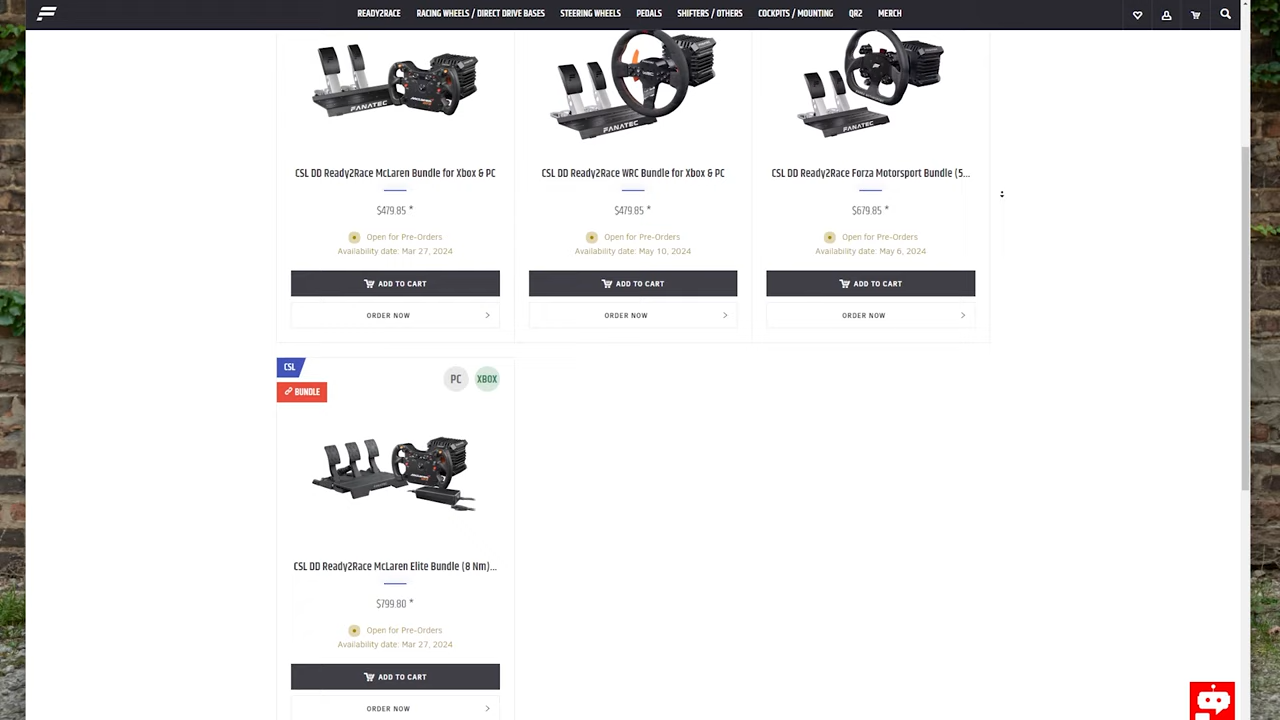 READY2RACE RACING WHEELS / DIRECT DRIVE BASES STEERING WHEELS PEDALS SHIFTERS / OTHERS COCKPITS / MOUNTING QR2 MERCH
FANATEC FANATEC FANATEC
CSL DD Ready2Race McLaren Bundle for Xbox & PC
$479.85 *
Open for Pre-Orders
Availability date: Mar 27, 2024
ADD TO CART
ORDER NOW
CSL DD Ready2Race WRC Bundle for Xbox & PC
$479.85 *
Open for Pre-Orders
Availability date: May 10, 2024
ADD TO CART
ORDER NOW
CSL DD Ready2Race Forza Motorsport Bundle (5...
$679.85 *
Open for Pre-Orders
Availability date: May 6, 2024
ADD TO CART
ORDER NOW
CSL
BUNDLE
PC XBOX
CSL DD Ready2Race McLaren Elite Bundle (8 Nm)...
$799.80 *
Open for Pre-Orders
Availability date: Mar 27, 2024
ADD TO CART
ORDER NOW